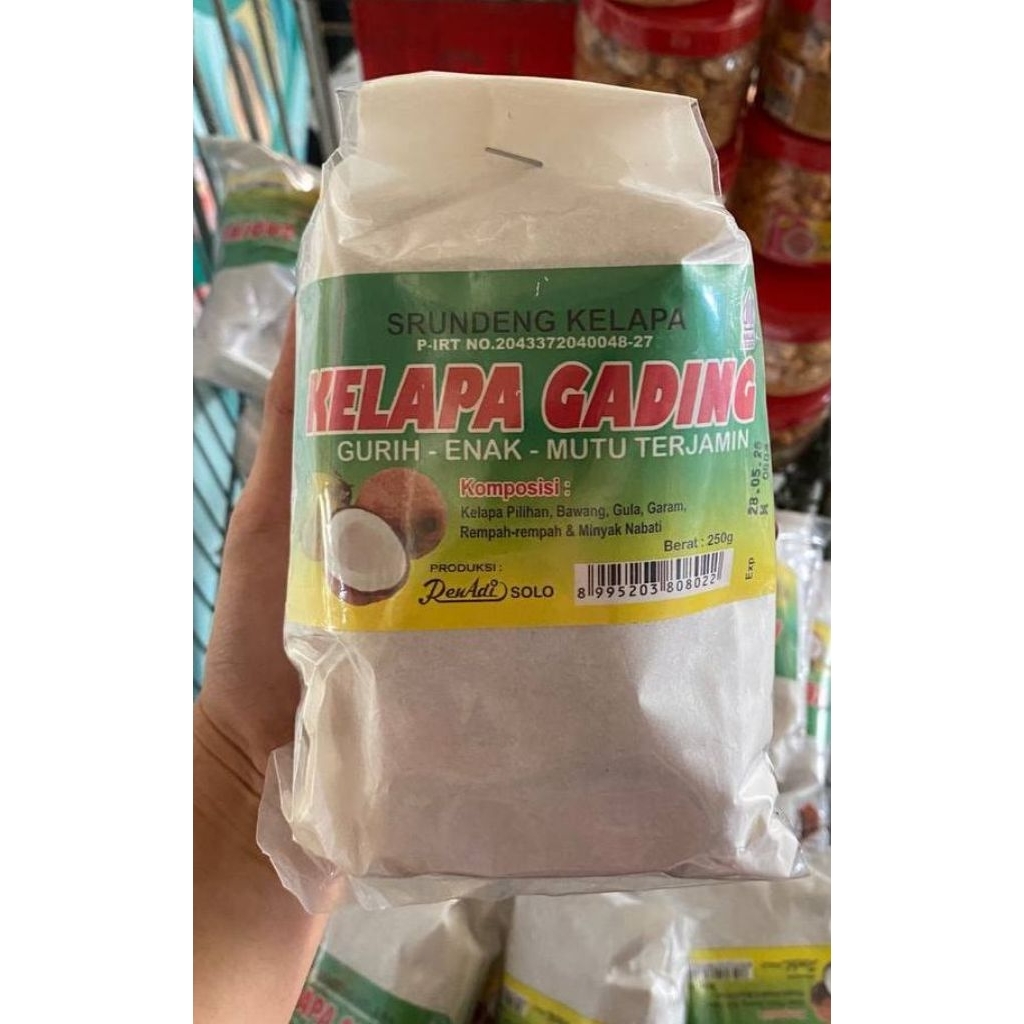 SRUNDENG KELAPA
P-IRT NO.2043372040048-27
KELAPA GADING
GURIH - ENAK - MUTU TERJAMIN
Komposisi :
Kelapa Pilihan, Bawang, Gula, Garam,
Rempah-rempah & Minyak Nabati
Berat : 250g
PRODUKSI :
RenAdi SOLO
8 995203 808022
Exp
28.05.26